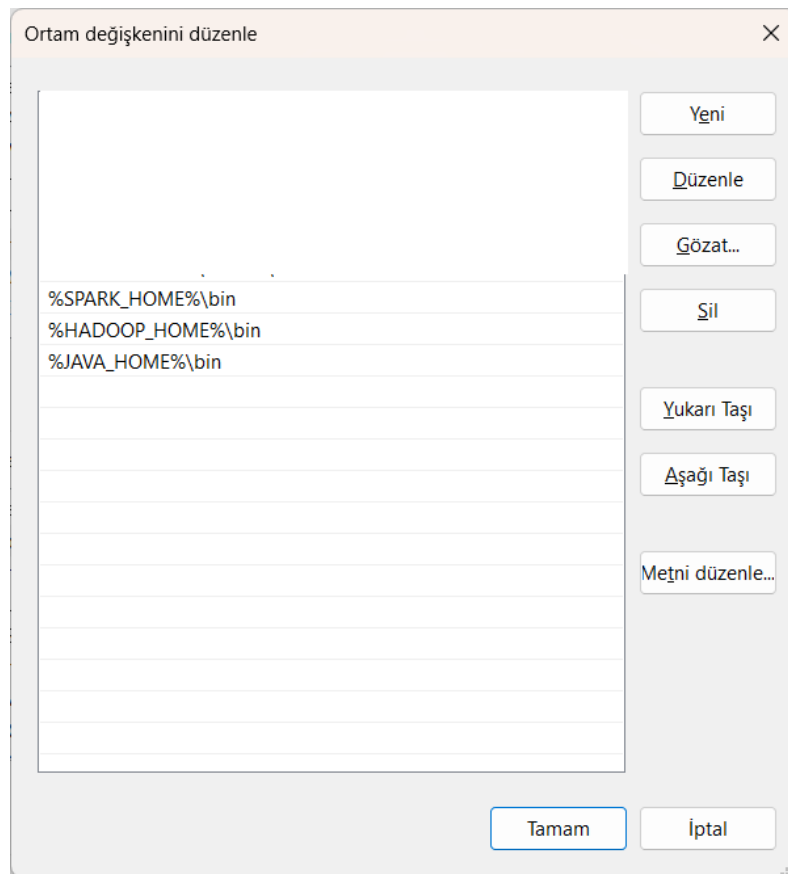 Ortam değişkenini düzenle
Yeni
Düzenle
Gözat...
%SPARK_HOME%\bin
Sil
%HADOOP_HOME%\bin
%JAVA_HOME%\bin
Yukarı Taşı
Aşağı Taşı
Metni düzenle...
Tamam
İptal